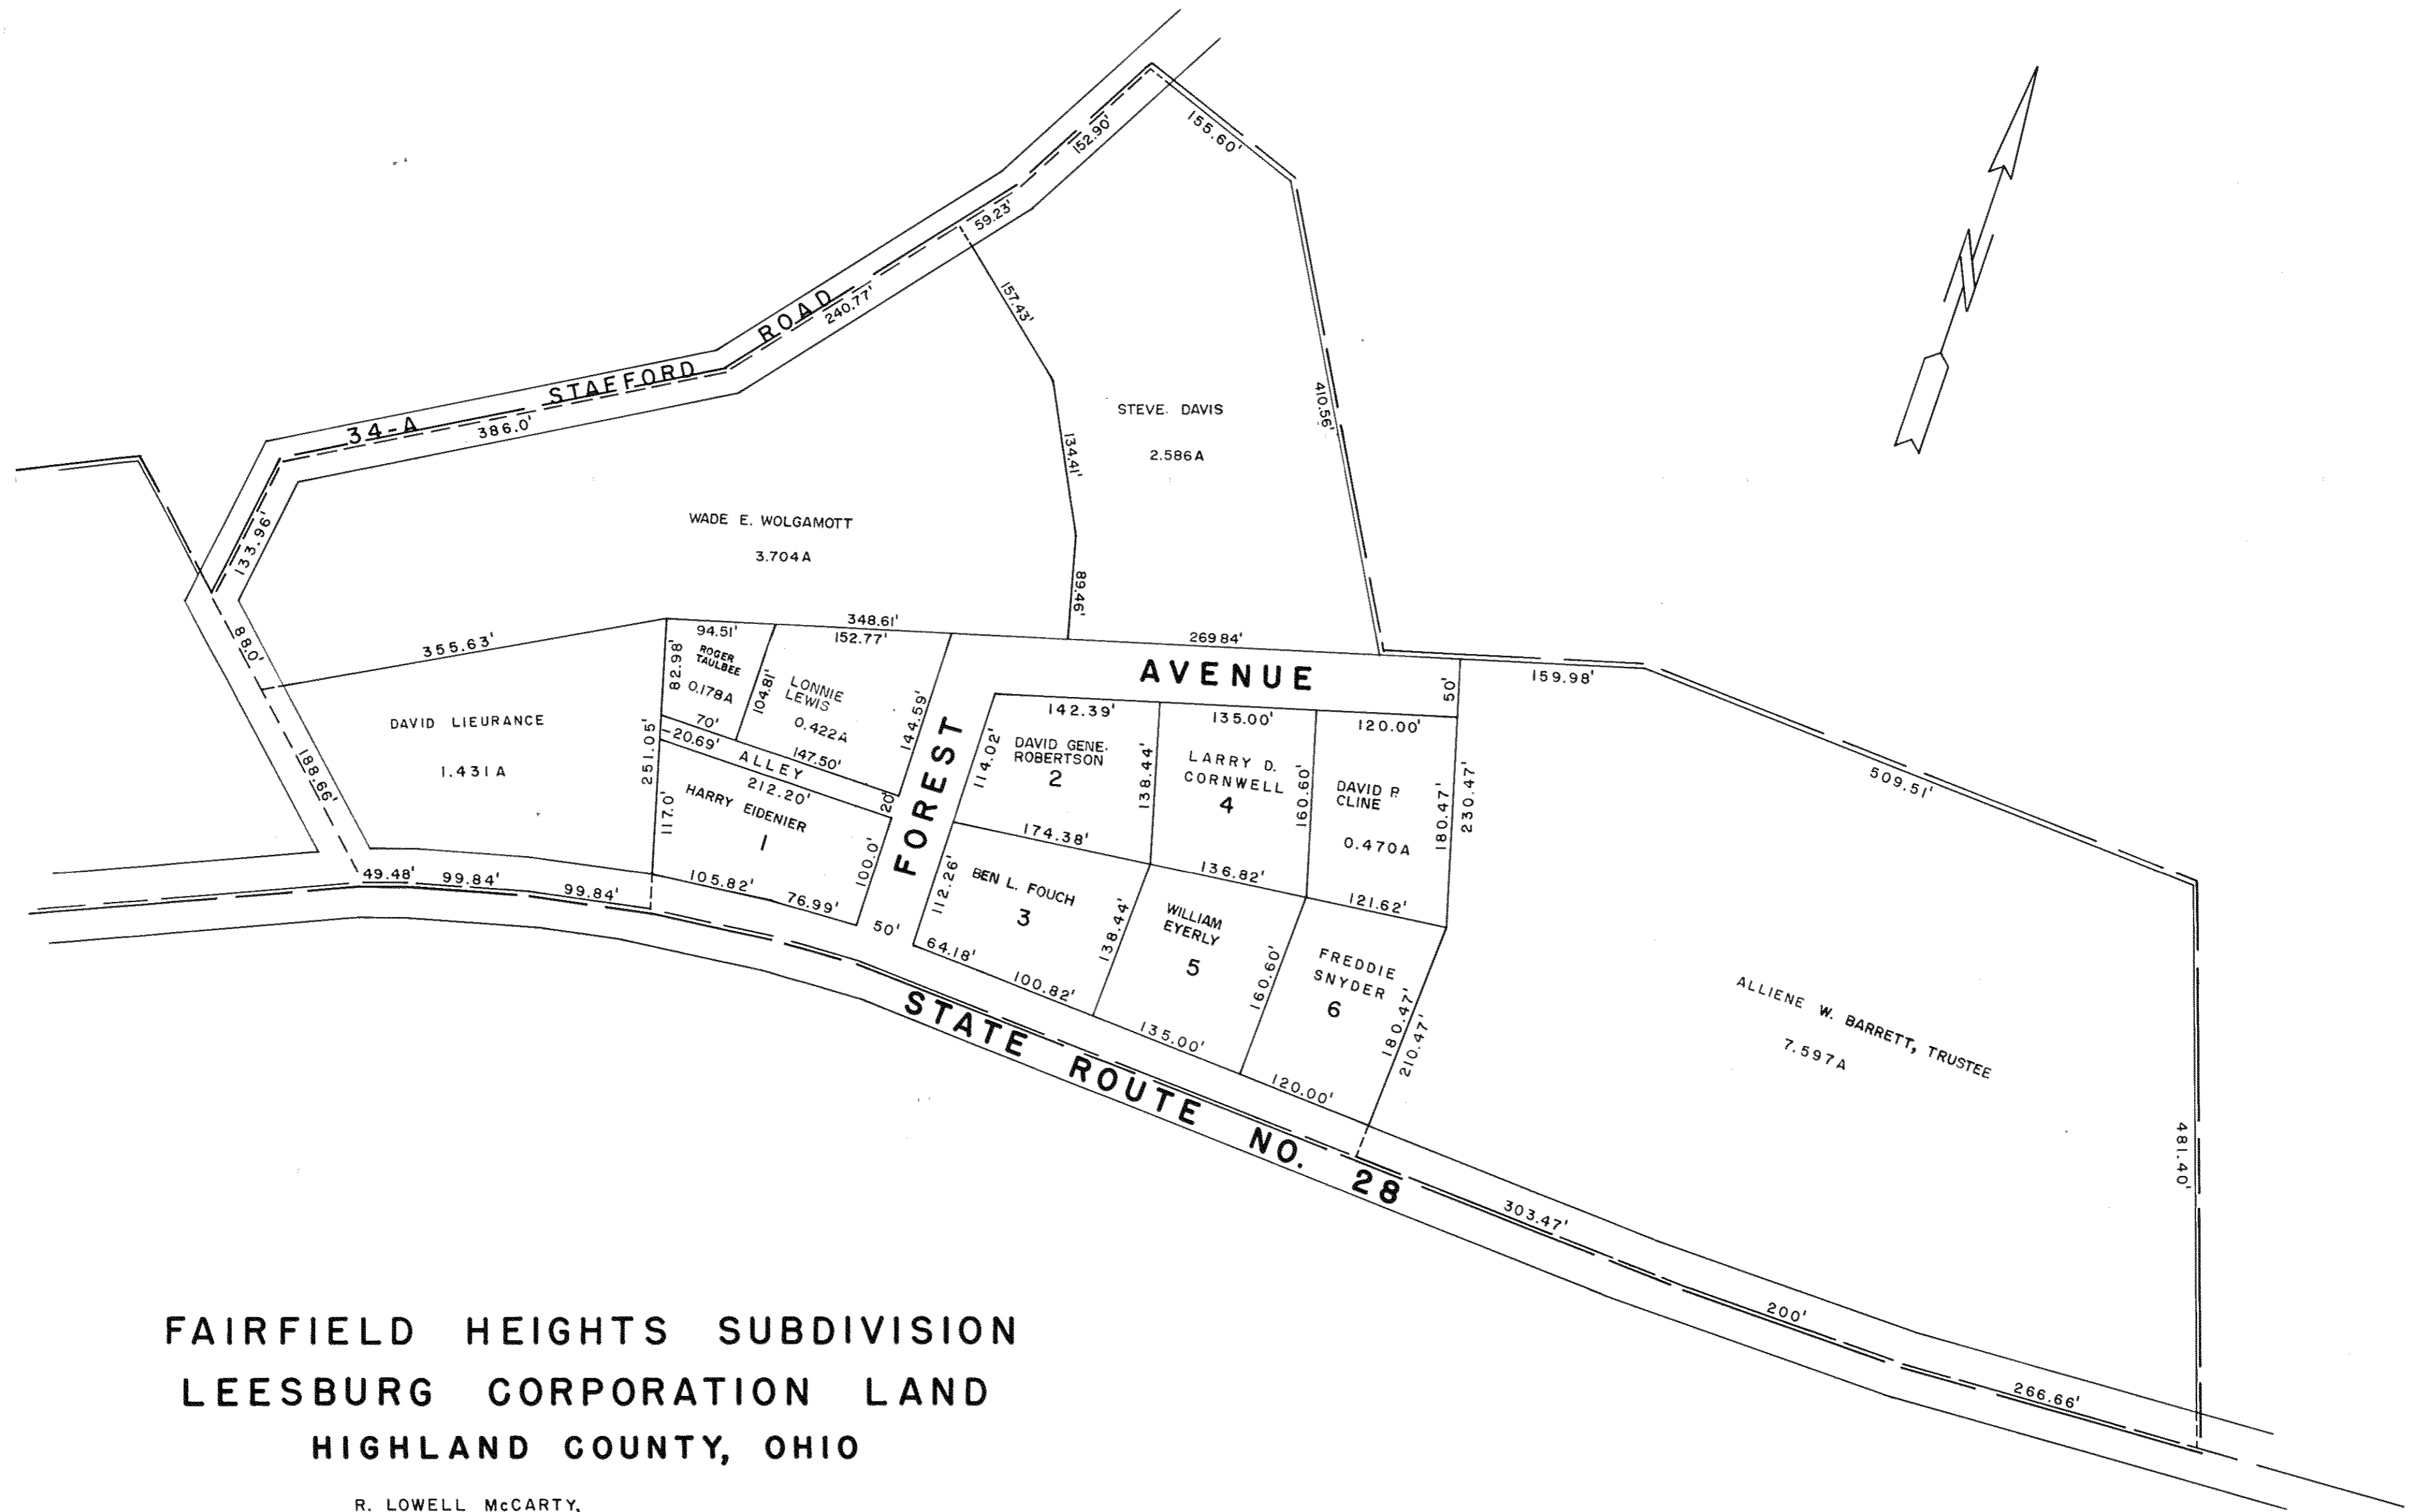 155.60'
152.90'
59.23'
N
157.43'
34-A STAFFORD ROAD
240.77'
386.0'
STEVE. DAVIS
2.586A
410.56'
134.41'
WADE E. WOLGAMOTT
3.704A
133.96'
89.46'
88.0'
355.63'
348.61'
94.51'
152.77'
269.84'
82.98'
ROGER
TAULBEE
0.178A
104.81'
LONNIE
LEWIS
0.422A
144.59'
FOREST AVENUE
50'
159.98'
DAVID LIEURANCE
1.431A
188.66'
251.05'
70'
20.69'
ALLEY
147.50'
212.20'
20'
117.0'
HARRY EIDENIER
1
100.0'
142.39'
135.00'
120.00'
114.02'
DAVID GENE.
ROBERTSON
2
138.44'
LARRY D.
CORNWELL
4
160.60'
DAVID P.
CLINE
0.470A
180.47'
230.47'
509.51'
174.38'
136.82'
121.62'
49.48'
99.84'
99.84'
105.82'
76.99'
50'
112.26'
BEN L. FOUCH
3
138.44'
WILLIAM
EYERLY
5
160.60'
FREDDIE
SNYDER
6
180.47'
210.47'
64.18'
100.82'
135.00'
120.00'
ALLIENE W. BARRETT, TRUSTEE
7.597A
481.40'
STATE ROUTE NO. 28
303.47'
200'
266.66'
FAIRFIELD HEIGHTS SUBDIVISION
LEESBURG CORPORATION LAND
HIGHLAND COUNTY, OHIO
R. LOWELL McCARTY,